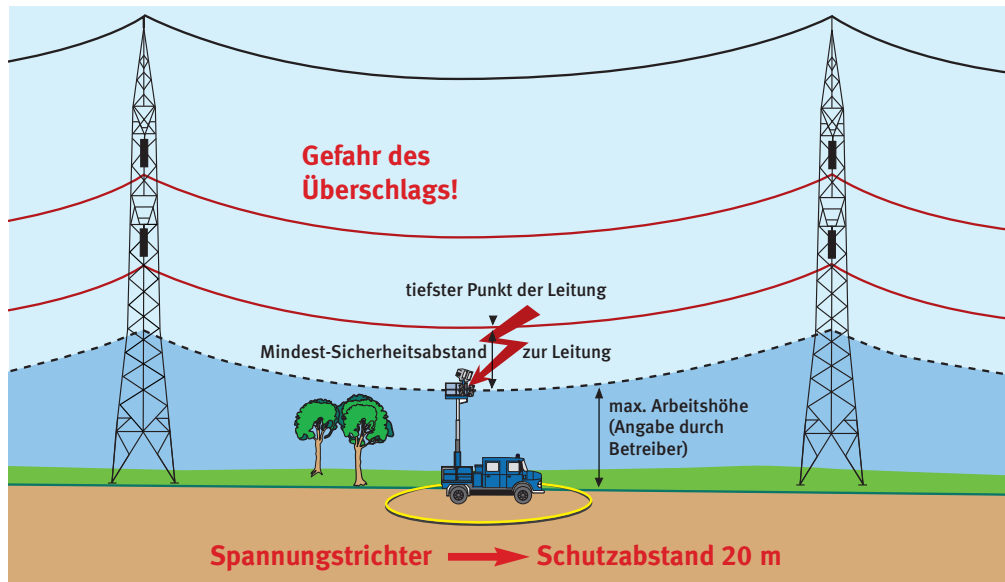 Gefahr des
Überschlags!
tiefster Punkt der Leitung
Mindest-Sicherheitsabstand zur Leitung
max. Arbeitshöhe
(Angabe durch
Betreiber)
Spannungstrichter Schutzabstand 20 m